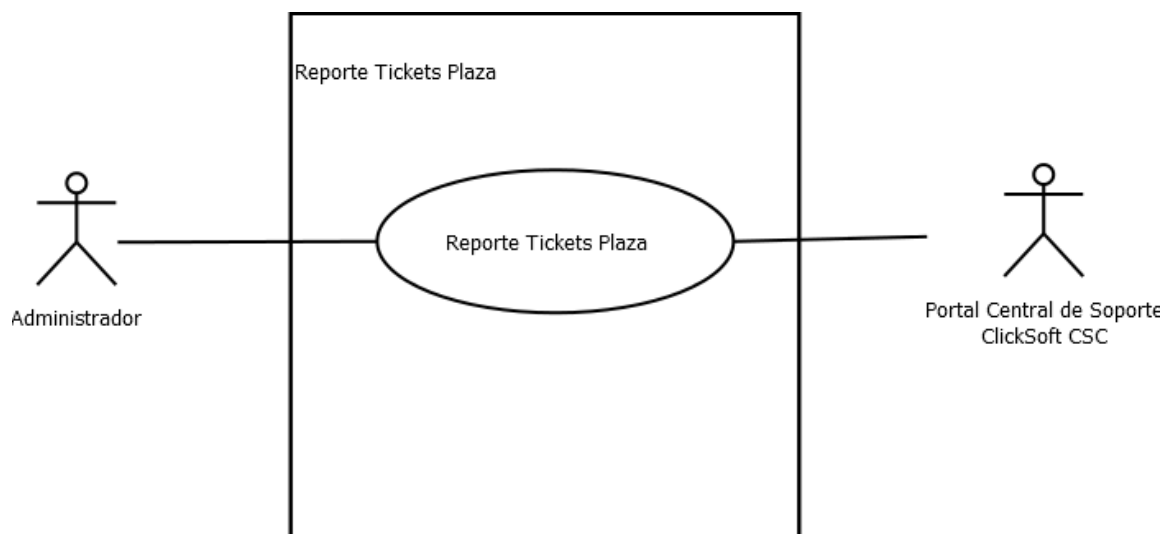 Reporte Tickets Plaza
Reporte Tickets Plaza
Administrador
Portal Central de Soporte
ClickSoft CSC